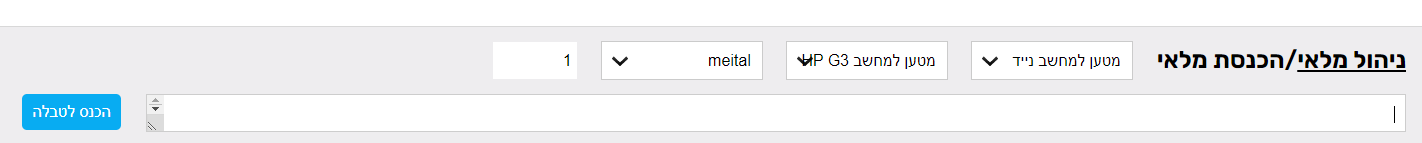 ניהול מלאי/הכנסת מלאי
מטען למחשב נייד
מטען למחשב HP G3
meital
1
הכנס לטבלה